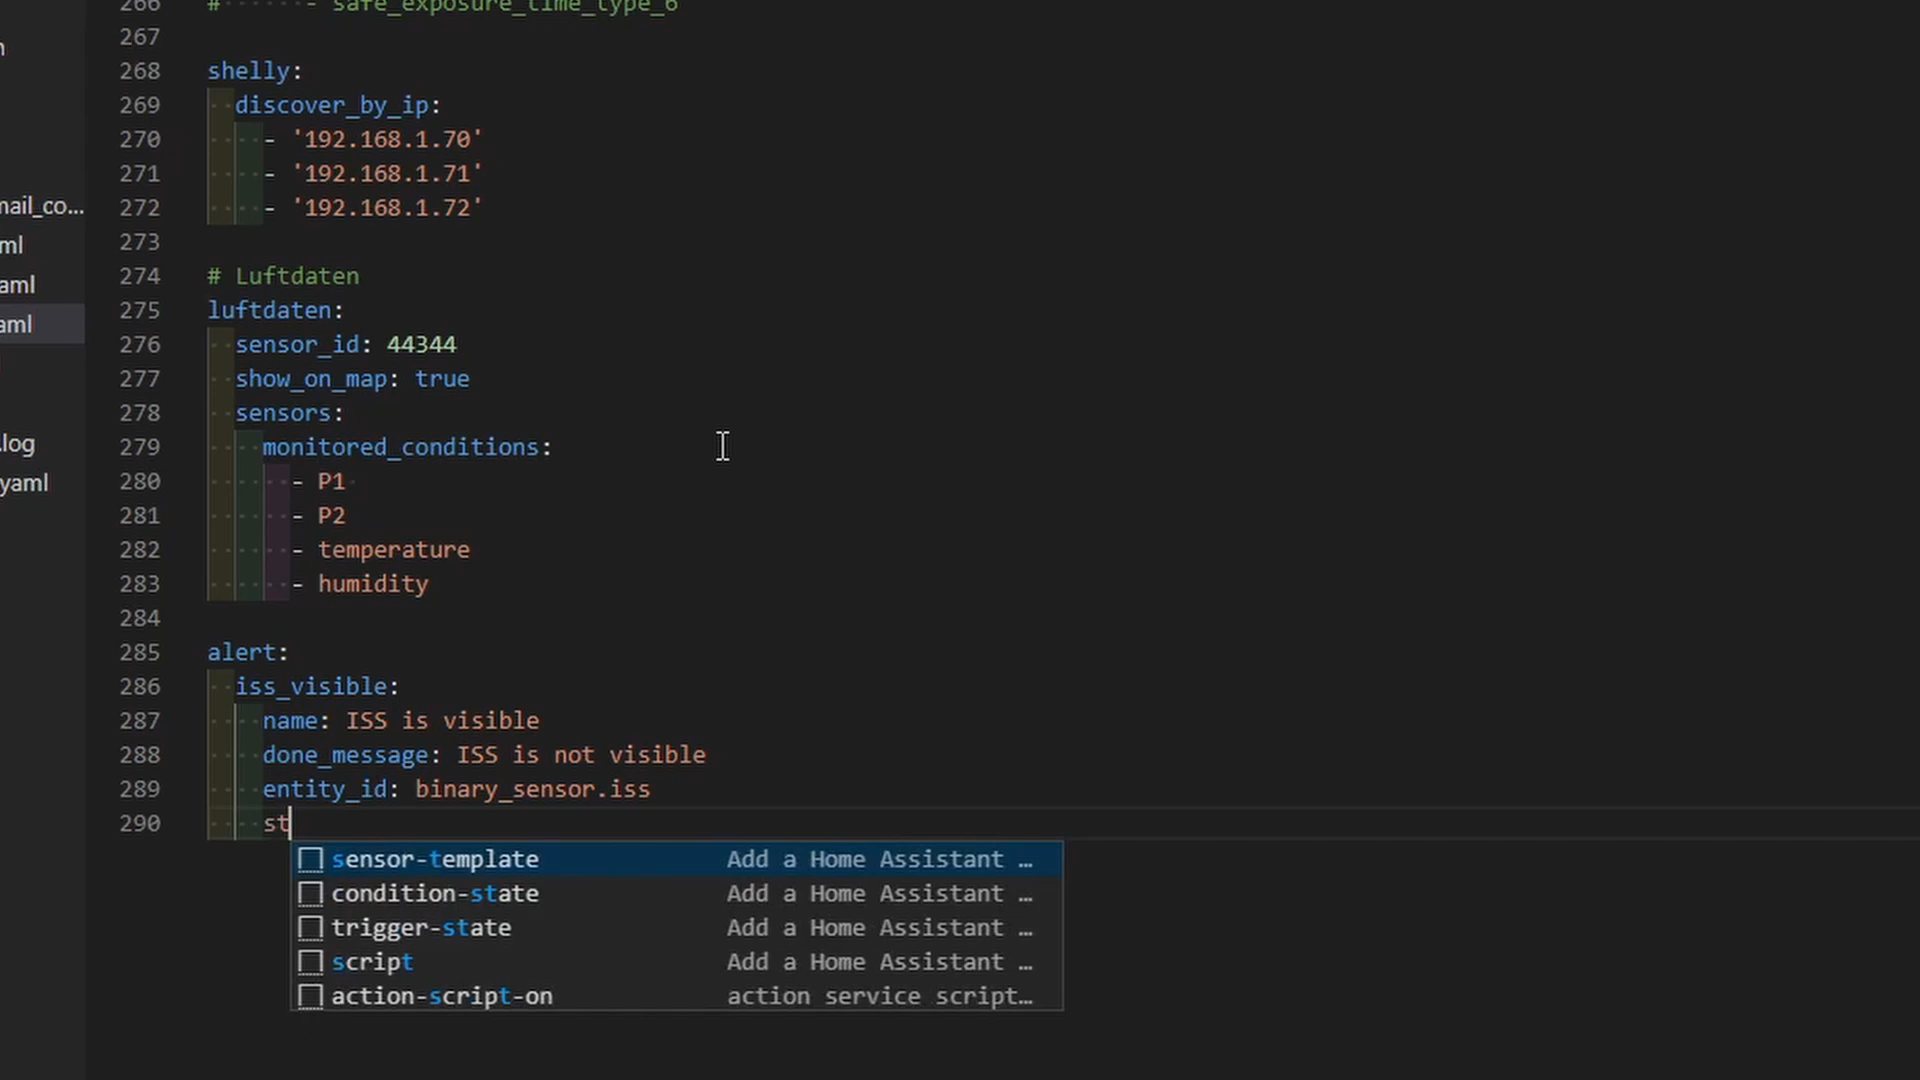 266 # - safe_exposure_time_type_6
267
268 shelly:
269 discover_by_ip:
270 - '192.168.1.70'
271 - '192.168.1.71'
272 - '192.168.1.72'
273
274 # Luftdaten
275 luftdaten:
276 sensor_id: 44344
277 show_on_map: true
278 sensors:
279 monitored_conditions:
280 - P1
281 - P2
282 - temperature
283 - humidity
284
285 alert:
286 iss_visible:
287 name: ISS is visible
288 done_message: ISS is not visible
289 entity_id: binary_sensor.iss
290 st
sensor-template Add a Home Assistant …
condition-state Add a Home Assistant …
trigger-state Add a Home Assistant …
script Add a Home Assistant …
action-script-on action service script…
n
mail_co...
ml
aml
aml
.log
yaml